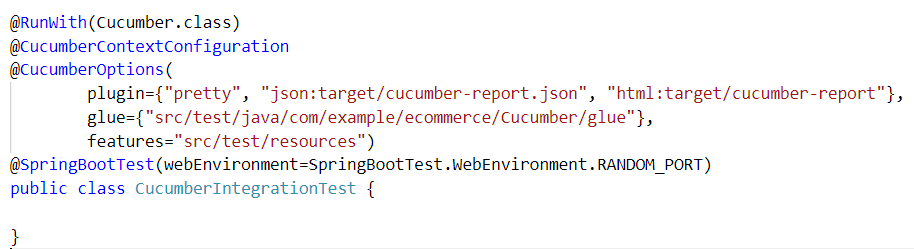 @RunWith(Cucumber.class)
@CucumberContextConfiguration
@CucumberOptions(
        plugin={"pretty", "json:target/cucumber-report.json", "html:target/cucumber-report"},
        glue={"src/test/java/com/example/ecommerce/Cucumber/glue"},
        features="src/test/resources")
@SpringBootTest(webEnvironment=SpringBootTest.WebEnvironment.RANDOM_PORT)
public class CucumberIntegrationTest {
}